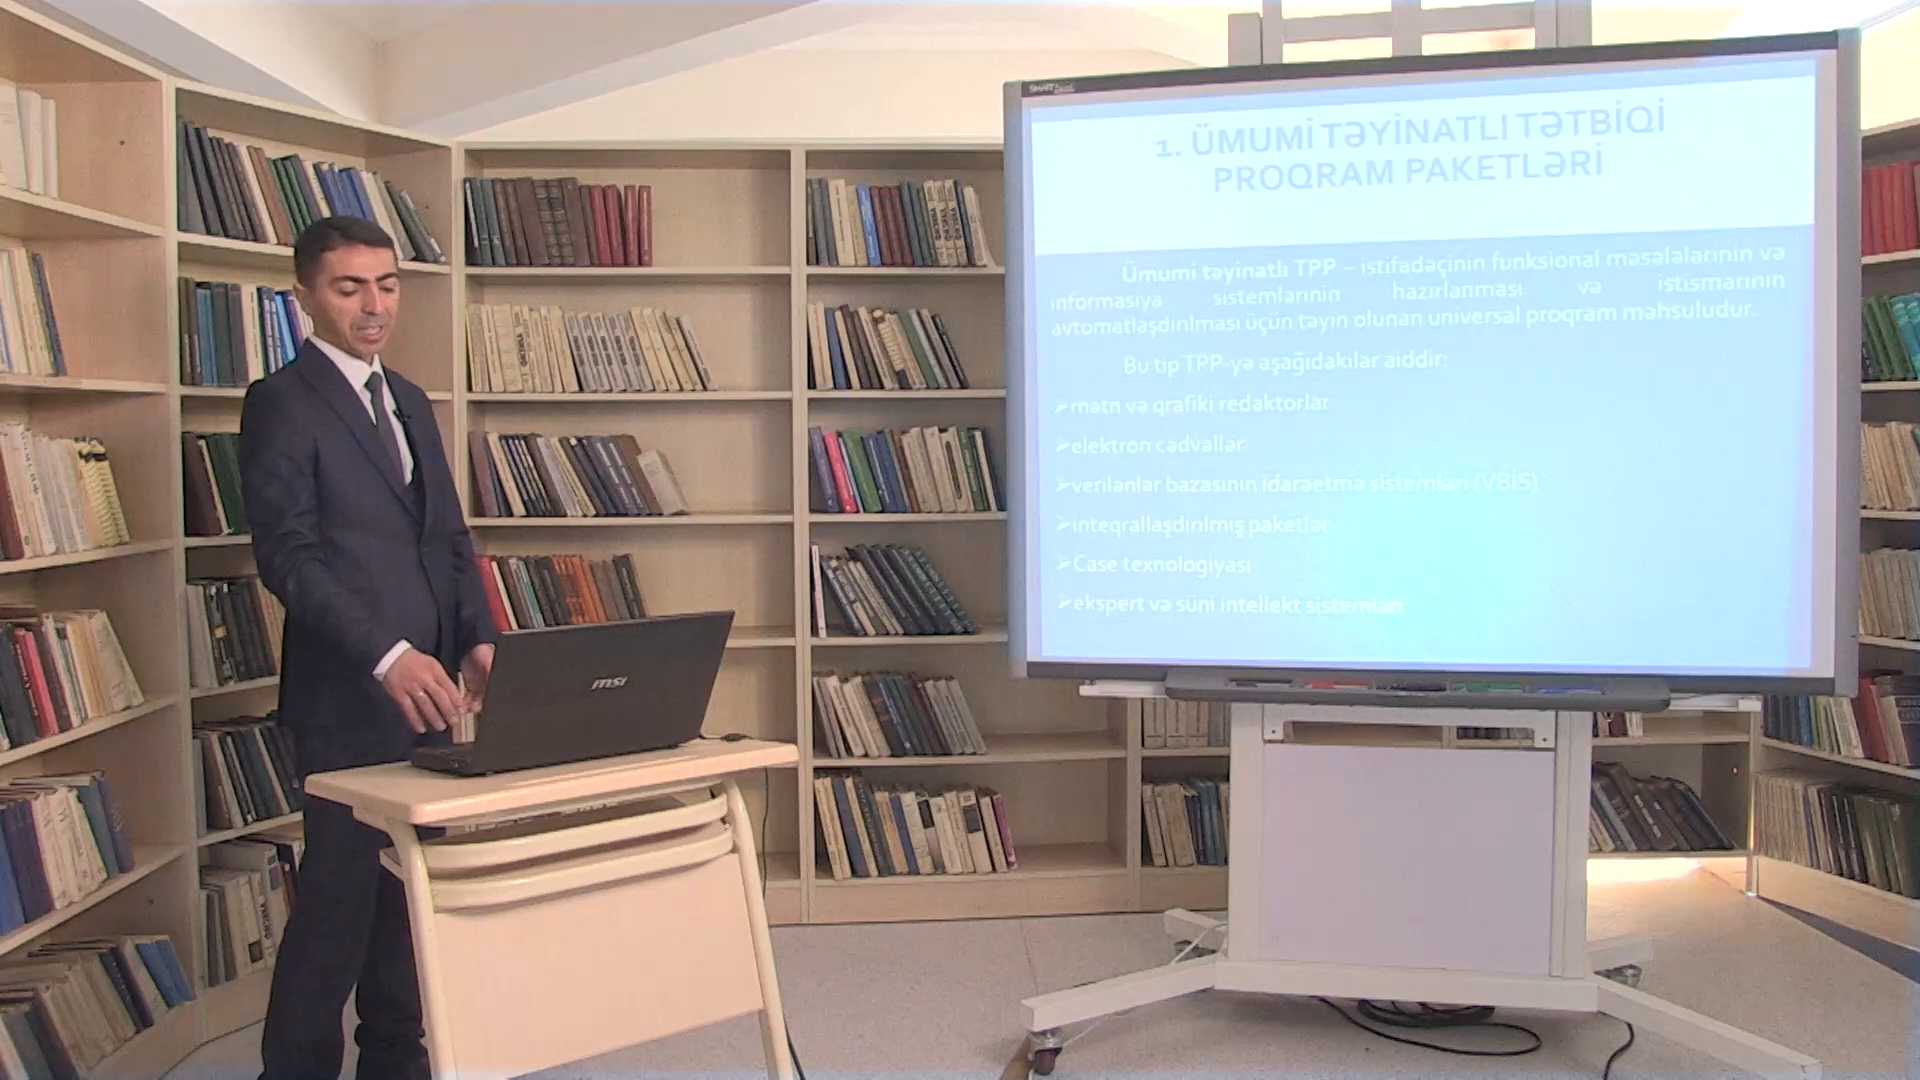 SMART
1. ÜMUMİ TƏYİNATLI TƏTBİQİ
PROQRAM PAKETLƏRİ
Ümumi təyinatlı TPP – istifadəçinin funksional məsələlərinin və
informasiya sistemlərinin hazırlanması və istismarının
avtomatlaşdırılması üçün təyin olunan universal proqram məhsuludur.
Bu tip TPP-yə aşağıdakılar aiddir:
➢mətn və qrafiki redaktorlar
➢elektron cədvəllər
➢verilənlər bazasının idarəetmə sistemləri (VBİS)
➢inteqrallaşdırılmış paketlər
➢Case texnologiyası
➢ekspert və süni intellekt sistemləri
msi